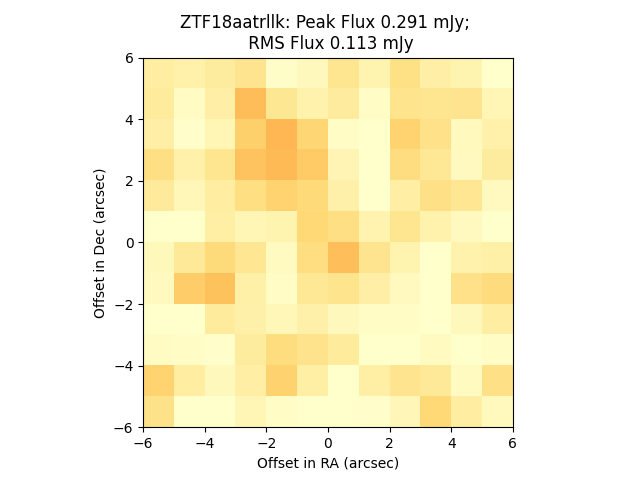 ZTF18aatrllk: Peak Flux 0.291 mJy;
RMS Flux 0.113 mJy
6
4
2
0
−2
−4
−6
Offset in Dec (arcsec)
−6 −4 −2 0 2 4 6
Offset in RA (arcsec)